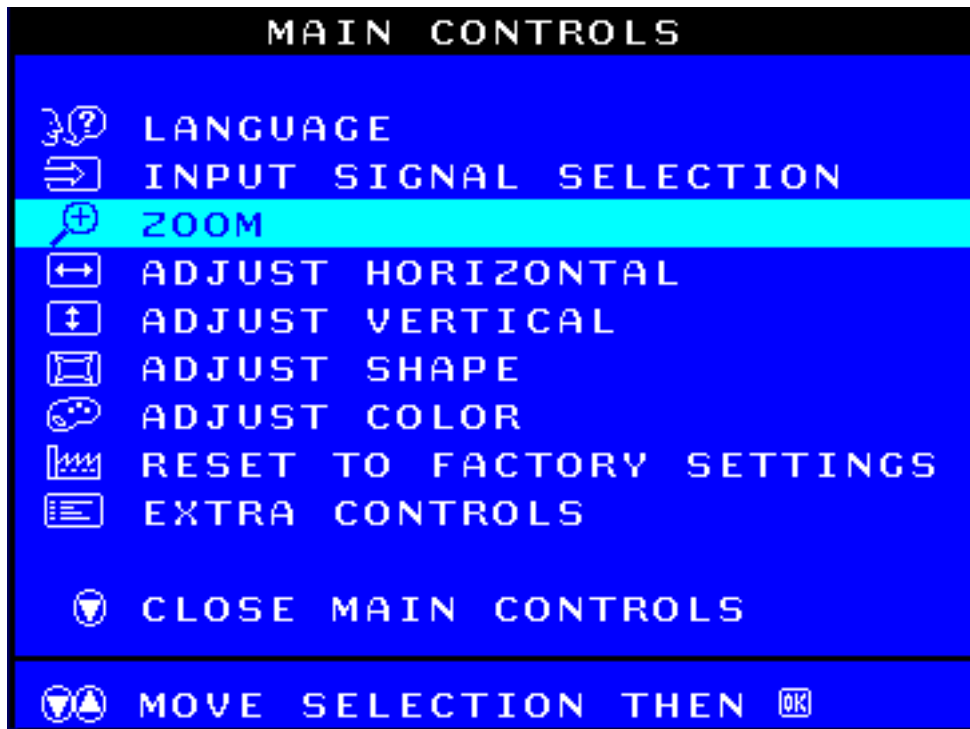 MAIN CONTROLS
LANGUAGE
INPUT SIGNAL SELECTION
ZOOM
ADJUST HORIZONTAL
ADJUST VERTICAL
ADJUST SHAPE
ADJUST COLOR
RESET TO FACTORY SETTINGS
EXTRA CONTROLS
CLOSE MAIN CONTROLS
MOVE SELECTION THEN OK